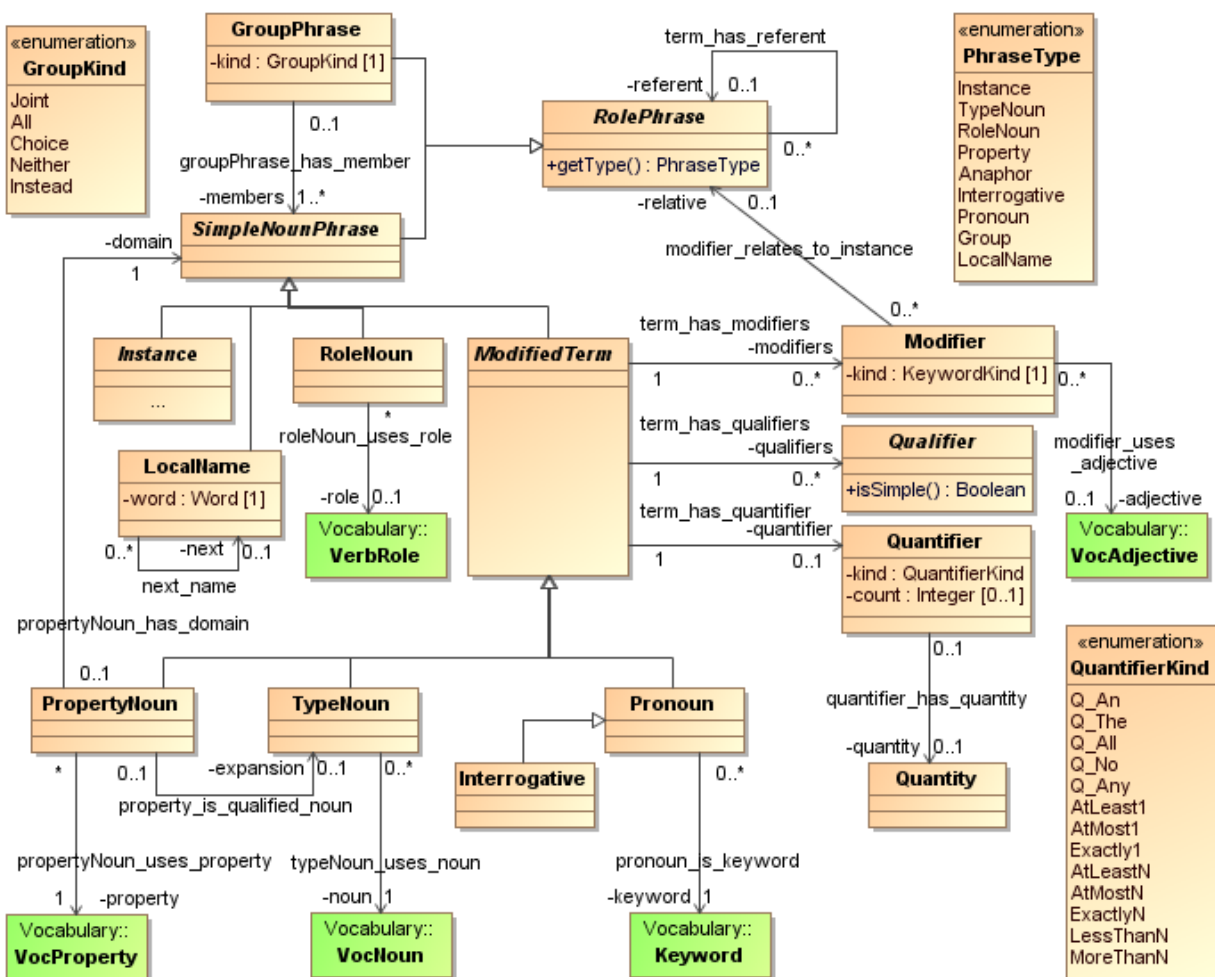 «enumeration»
GroupKind
Joint
All
Choice
Neither
Instead
GroupPhrase
-kind : GroupKind [1]
0..1
groupPhrase_has_member
-members
1..*
term_has_referent
-referent
0..1
RolePhrase
0..*
+getType() : PhraseType
-relative
0..1
modifier_relates_to_instance
0..*
«enumeration»
PhraseType
Instance
TypeNoun
RoleNoun
Property
Anaphor
Interrogative
Pronoun
Group
LocalName
-domain
1
SimpleNounPhrase
Instance
...
RoleNoun
*
roleNoun_uses_role
-role
0..1
Vocabulary::
VerbRole
LocalName
-word : Word [1]
0..*
-next
0..1
next_name
ModifiedTerm
term_has_modifiers
-modifiers
1
0..*
Modifier
-kind : KeywordKind [1]
0..*
modifier_uses
_adjective
0..1
-adjective
Vocabulary::
VocAdjective
term_has_qualifiers
-qualifiers
1
0..*
Qualifier
+isSimple() : Boolean
term_has_quantifier
-quantifier
1
0..1
Quantifier
-kind : QuantifierKind
-count : Integer [0..1]
0..1
quantifier_has_quantity
-quantity
0..1
Quantity
«enumeration»
QuantifierKind
Q_An
Q_The
Q_All
Q_No
Q_Any
AtLeast1
AtMost1
Exactly1
AtLeastN
AtMostN
ExactlyN
LessThanN
MoreThanN
propertyNoun_has_domain
0..1
PropertyNoun
*
0..1
-expansion
0..1
property_is_qualified_noun
TypeNoun
0..*
Pronoun
0..*
Interrogative
propertyNoun_uses_property
1
-property
Vocabulary::
VocProperty
typeNoun_uses_noun
-noun
1
Vocabulary::
VocNoun
pronoun_is_keyword
-keyword
1
Vocabulary::
Keyword